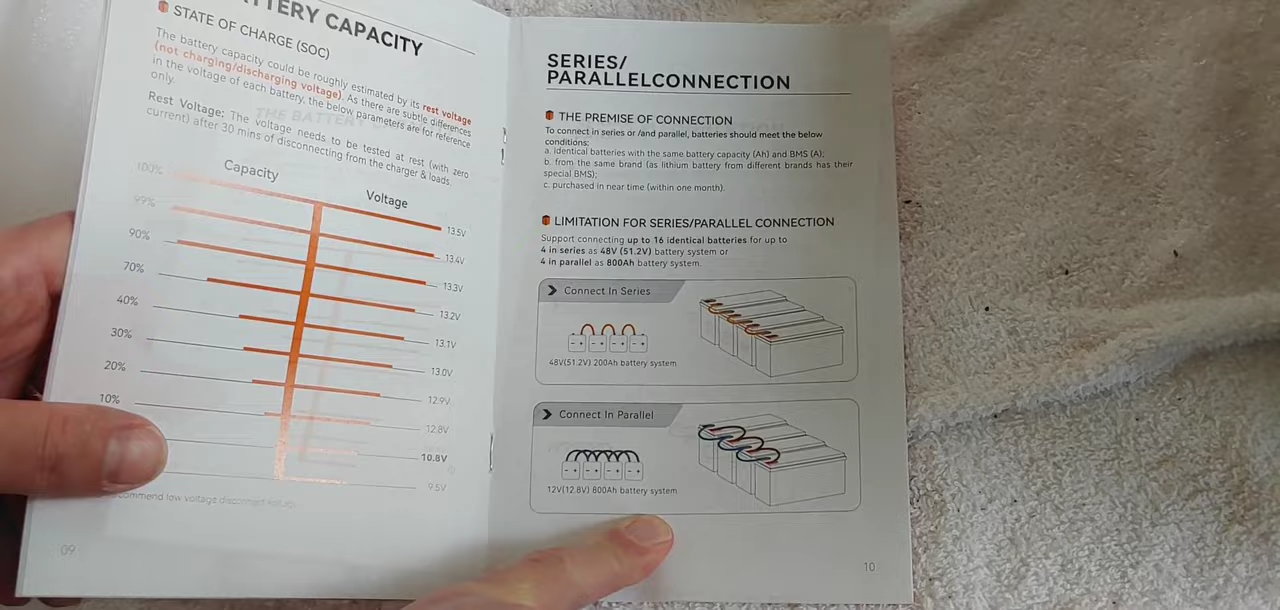 TERY CAPACITY
STATE OF CHARGE (SOC)
The battery capacity could be roughly estimated by its rest voltage
(not charging/discharging voltage). As there are subtle differences
in the voltage of each battery, the below parameters are for reference
only.
Rest Voltage: The voltage needs to be tested at rest (with zero
current) after 30 mins of disconnecting from the charger & loads.
Capacity
Voltage
100%
13.5V
99%
13.4V
90%
13.3V
70%
13.2V
40%
13.1V
30%
13.0V
20%
12.9V
10%
12.8V
10.8V
9.5V
commend low voltage disconnect voltage
09
SERIES/
PARALLELCONNECTION
THE PREMISE OF CONNECTION
To connect in series or /and parallel, batteries should meet the below
conditions:
a. identical batteries with the same battery capacity (Ah) and BMS (A);
b. from the same brand (as lithium battery from different brands has their
special BMS);
c. purchased in near time (within one month).
LIMITATION FOR SERIES/PARALLEL CONNECTION
Support connecting up to 16 identical batteries for up to
4 in series as 48V (51.2V) battery system or
4 in parallel as 800Ah battery system.
Connect In Series
48V(51.2V) 200Ah battery system
Connect In Parallel
12V(12.8V) 800Ah battery system
10